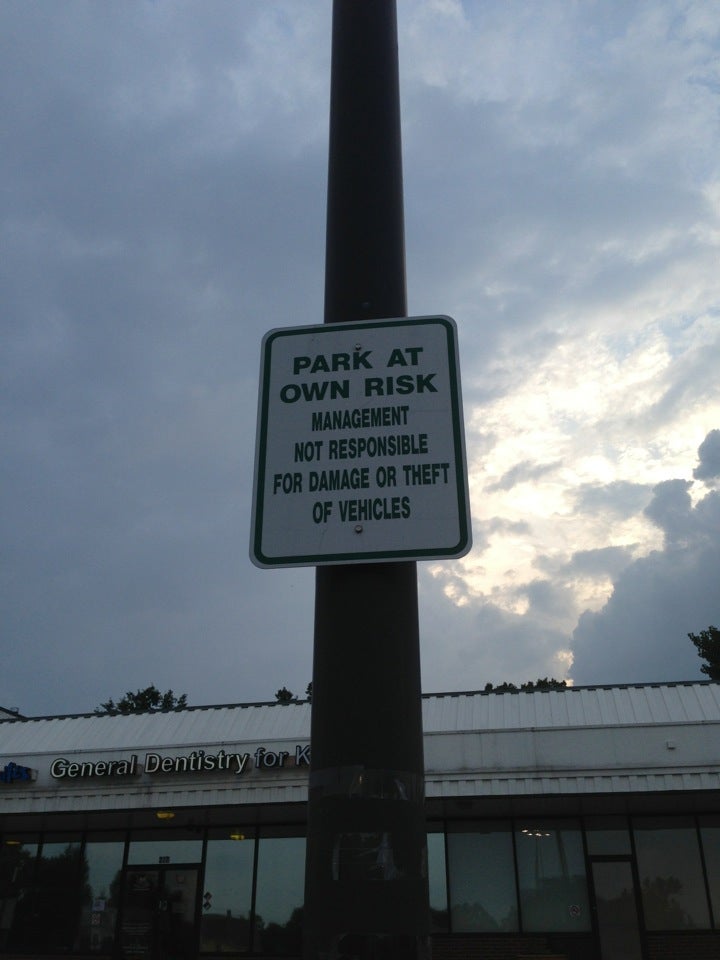 PARK AT
OWN RISK
MANAGEMENT
NOT RESPONSIBLE
FOR DAMAGE OR THEFT
OF VEHICLES
General Dentistry for K